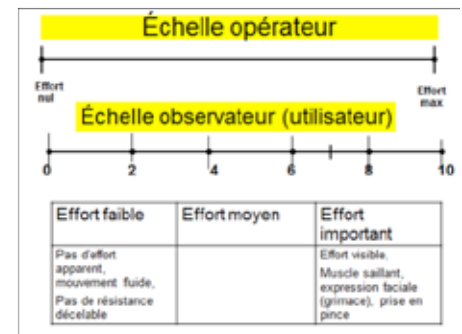 Échelle opérateur
Effort
nul
Effort
max
Échelle observateur (utilisateur)
0 2 4 6 8 10
Effort faible
Effort moyen
Effort
important
Pas d'effort
apparent,
mouvement fluide,
Pas de résistance
décelable
Effort visible,
Muscle saillant,
expression faciale
(grimace), prise en
pince